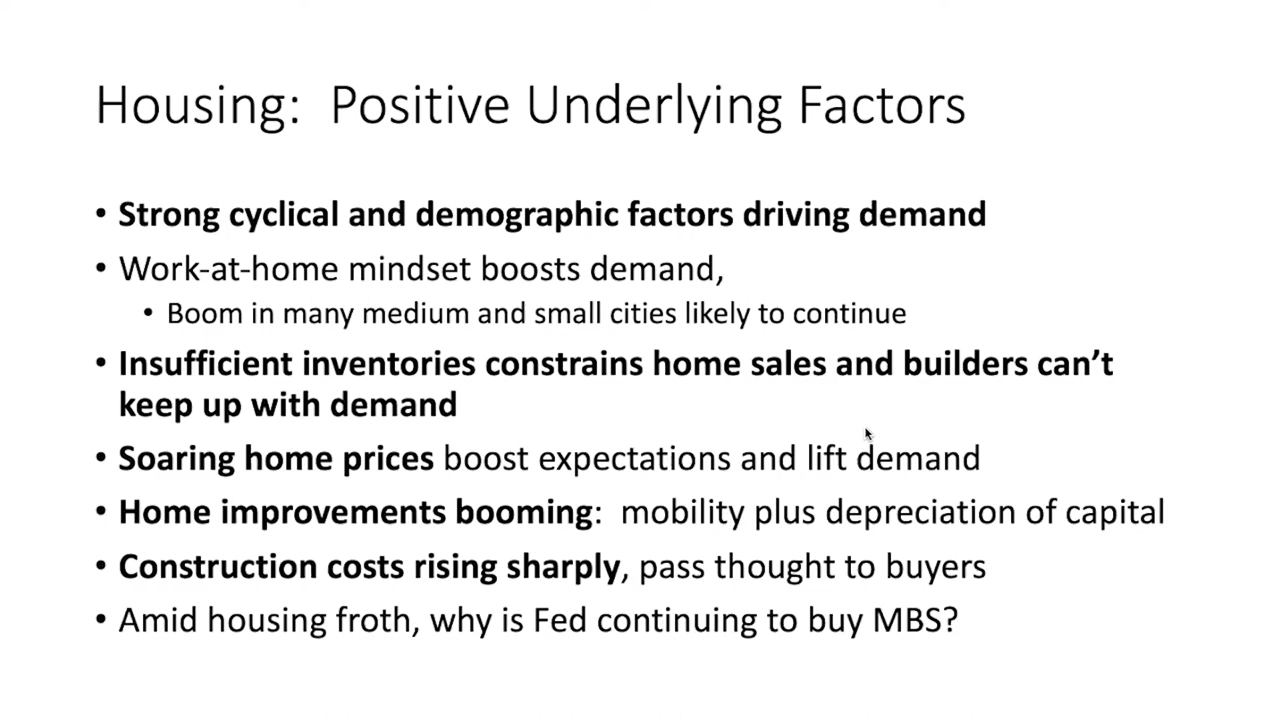 Housing:  Positive Underlying Factors
• Strong cyclical and demographic factors driving demand
• Work-at-home mindset boosts demand,
• Boom in many medium and small cities likely to continue
• Insufficient inventories constrains home sales and builders can’t
keep up with demand
• Soaring home prices boost expectations and lift demand
• Home improvements booming:  mobility plus depreciation of capital
• Construction costs rising sharply, pass thought to buyers
• Amid housing froth, why is Fed continuing to buy MBS?